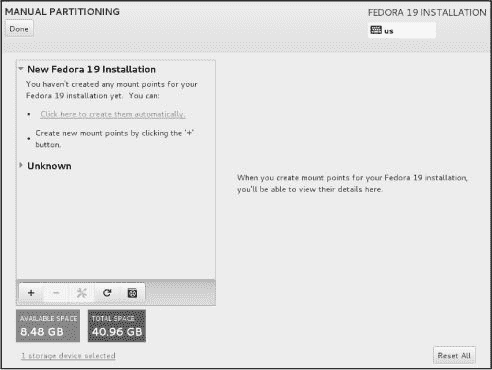 MANUAL PARTITIONING
FEDORA 19 INSTALLATION
Done
us
New Fedora 19 Installation
You haven't created any mount points for your
Fedora 19 installation yet. You can:
• Click here to create them automatically.
• Create new mount points by clicking the '+'
button.
Unknown
When you create mount points for your Fedora 19 installation,
you'll be able to view their details here.
+ −
AVAILABLE SPACE
8.48 GB
TOTAL SPACE
40.96 GB
1 storage device selected
Reset All